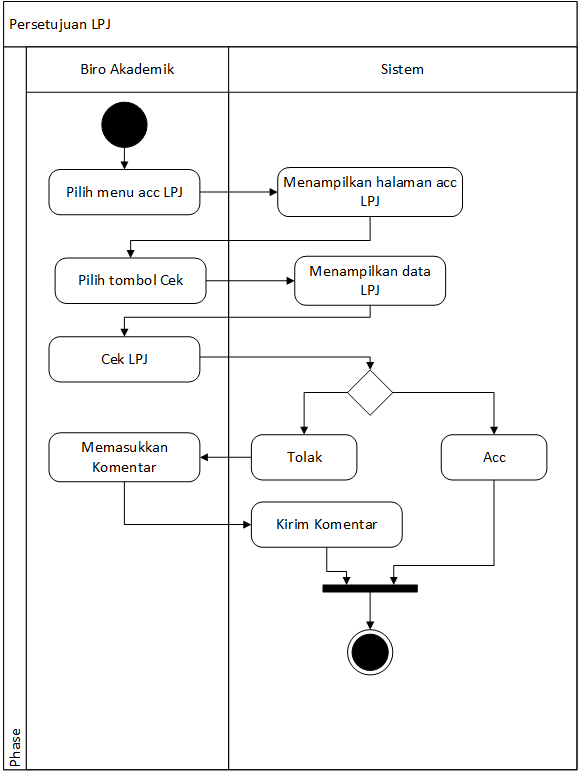 Persetujuan LPJ
Biro Akademik
Sistem
Pilih menu acc LPJ
Menampilkan halaman acc
LPJ
Pilih tombol Cek
Menampilkan data
LPJ
Cek LPJ
Memasukkan
Komentar
Tolak
Acc
Kirim Komentar
Phase